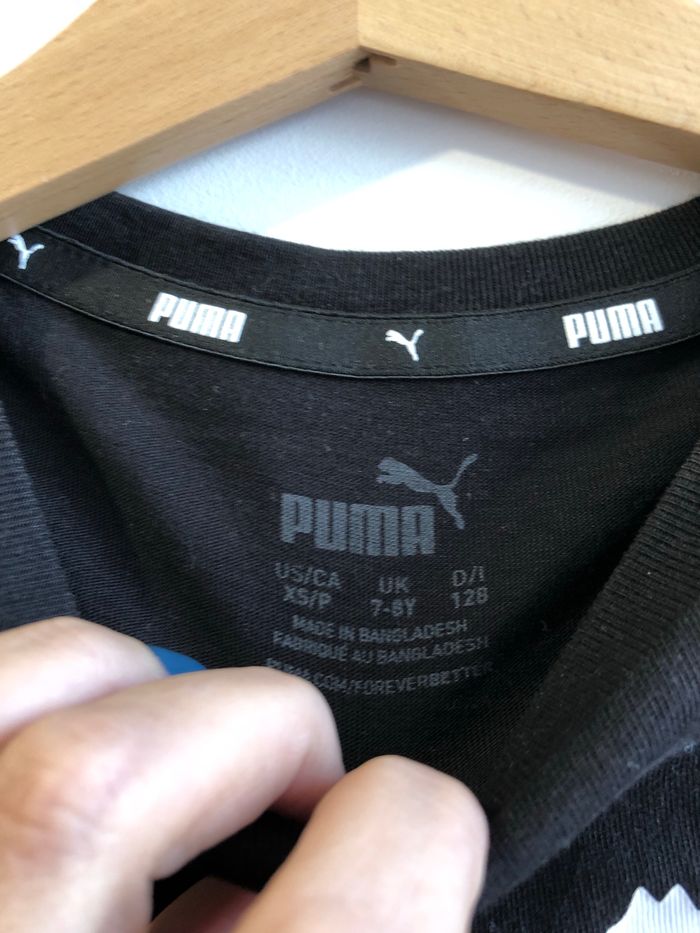 PUMA PUMA
PUMA
US/CA UK D/I
XS/P 7-8Y 128
MADE IN BANGLADESH
FABRIQUÉ AU BANGLADESH
PUMA.COM/FOREVERBETTER